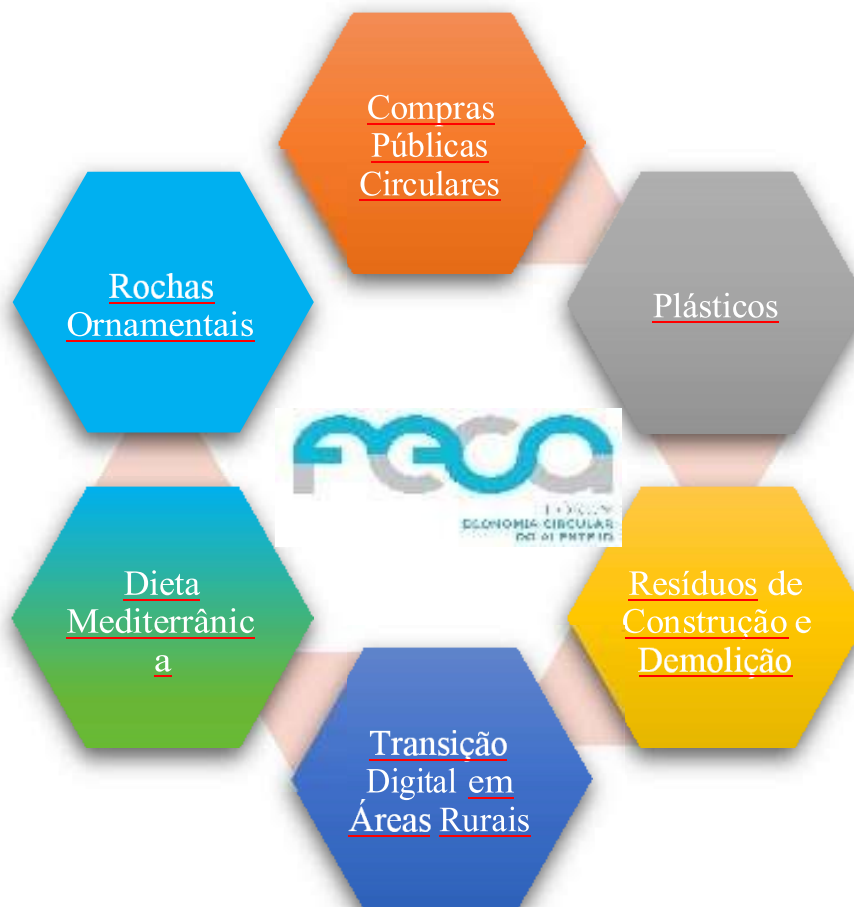 Compras
Públicas
Circulares
Rochas
Ornamentais
Plásticos
feca
ECONOMIA CIRCULAR
Dieta
Mediterrânic
a
Resíduos de
Construção e
Demolição
Transição
Digital em
Áreas Rurais